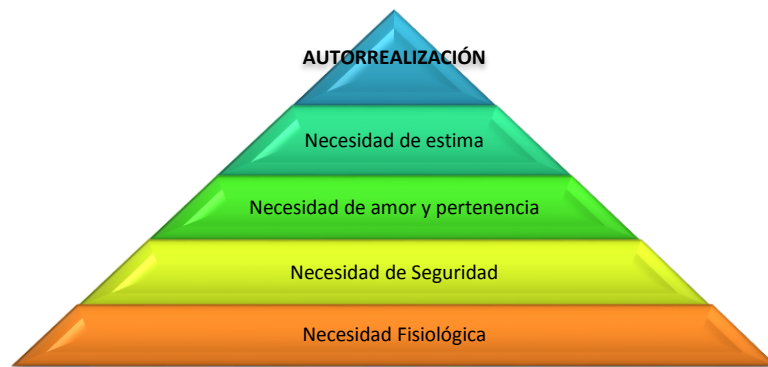 AUTORREALIZACIÓN
Necesidad de estima
Necesidad de amor y pertenencia
Necesidad de Seguridad
Necesidad Fisiológica